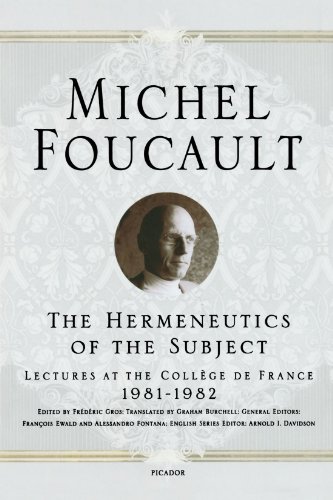 MICHEL
FOUCAULT
THE HERMENEUTICS
OF THE SUBJECT
LECTURES AT THE COLLÈGE DE FRANCE
1981-1982
EDITED BY FRÉDÉRIC GROS; TRANSLATED BY GRAHAM BURCHELL; GENERAL EDITORS:
FRANÇOIS EWALD AND ALESSANDRO FONTANA; ENGLISH SERIES EDITOR: ARNOLD I. DAVIDSON
PICADOR